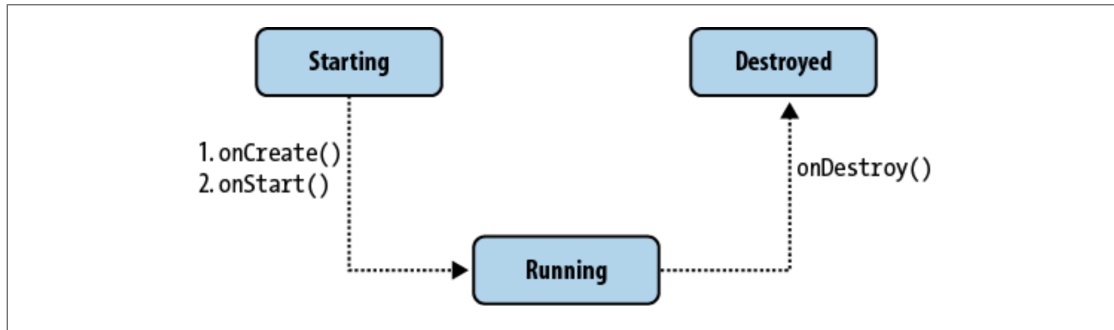 Starting
Destroyed
1. onCreate()
2. onStart()
onDestroy()
Running